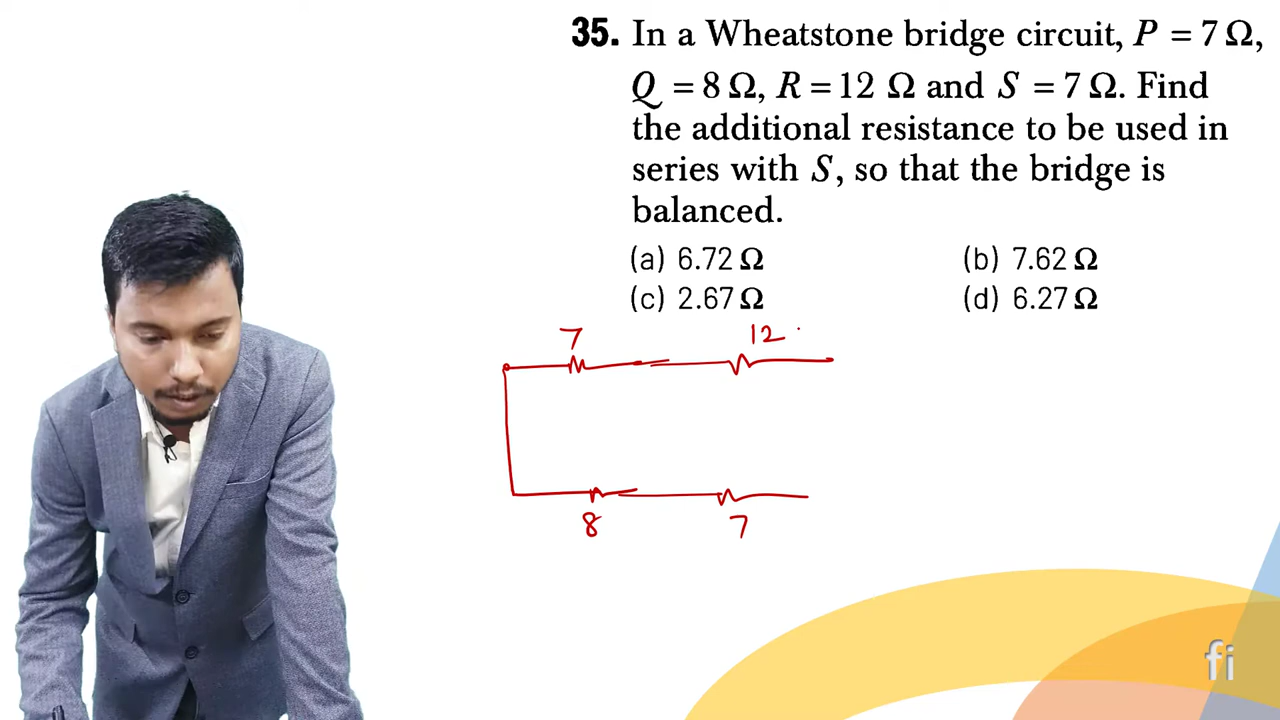 35. In a Wheatstone bridge circuit, P = 7 Ω,
Q = 8 Ω, R = 12 Ω and S = 7 Ω. Find
the additional resistance to be used in
series with S, so that the bridge is
balanced.
(a) 6.72 Ω (b) 7.62 Ω
(c) 2.67 Ω (d) 6.27 Ω
7 12
8 7
fi